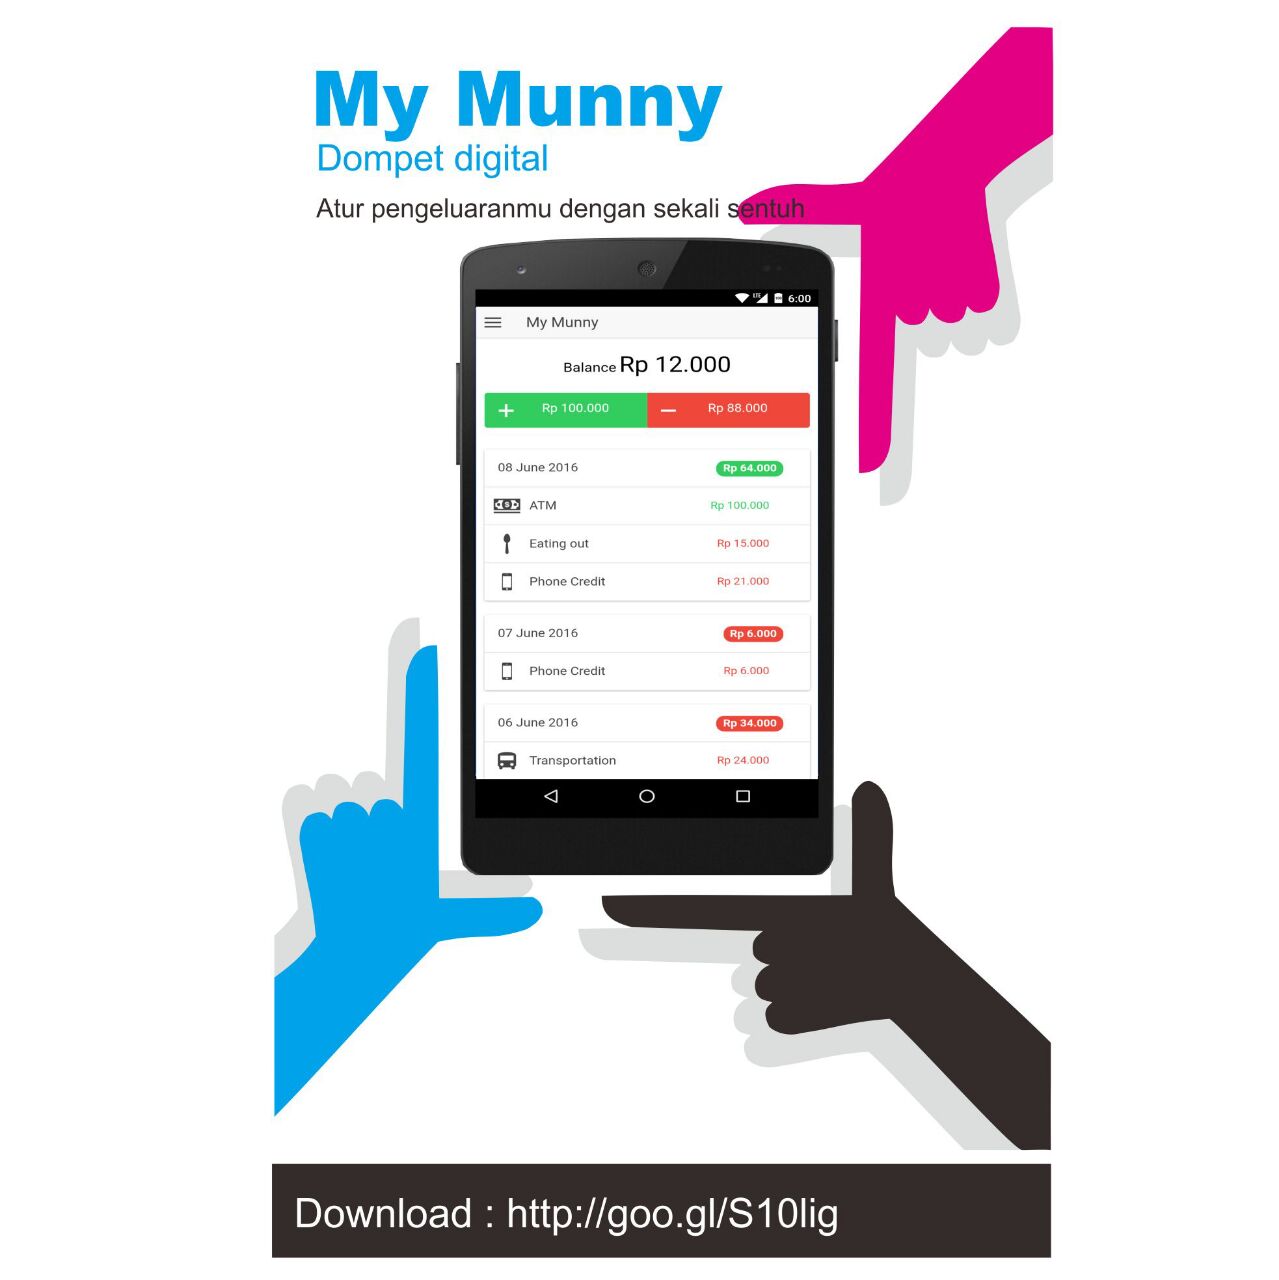 My Munny
Dompet digital
Atur pengeluaranmu dengan sekali sentuh
LTE 6:00
My Munny
Balance Rp 12.000
+ Rp 100.000 − Rp 88.000
08 June 2016 Rp 64.000
ATM Rp 100.000
Eating out Rp 15.000
Phone Credit Rp 21.000
07 June 2016 Rp 6.000
Phone Credit Rp 6.000
06 June 2016 Rp 34.000
Transportation Rp 24.000
Download : http://goo.gl/S10lig